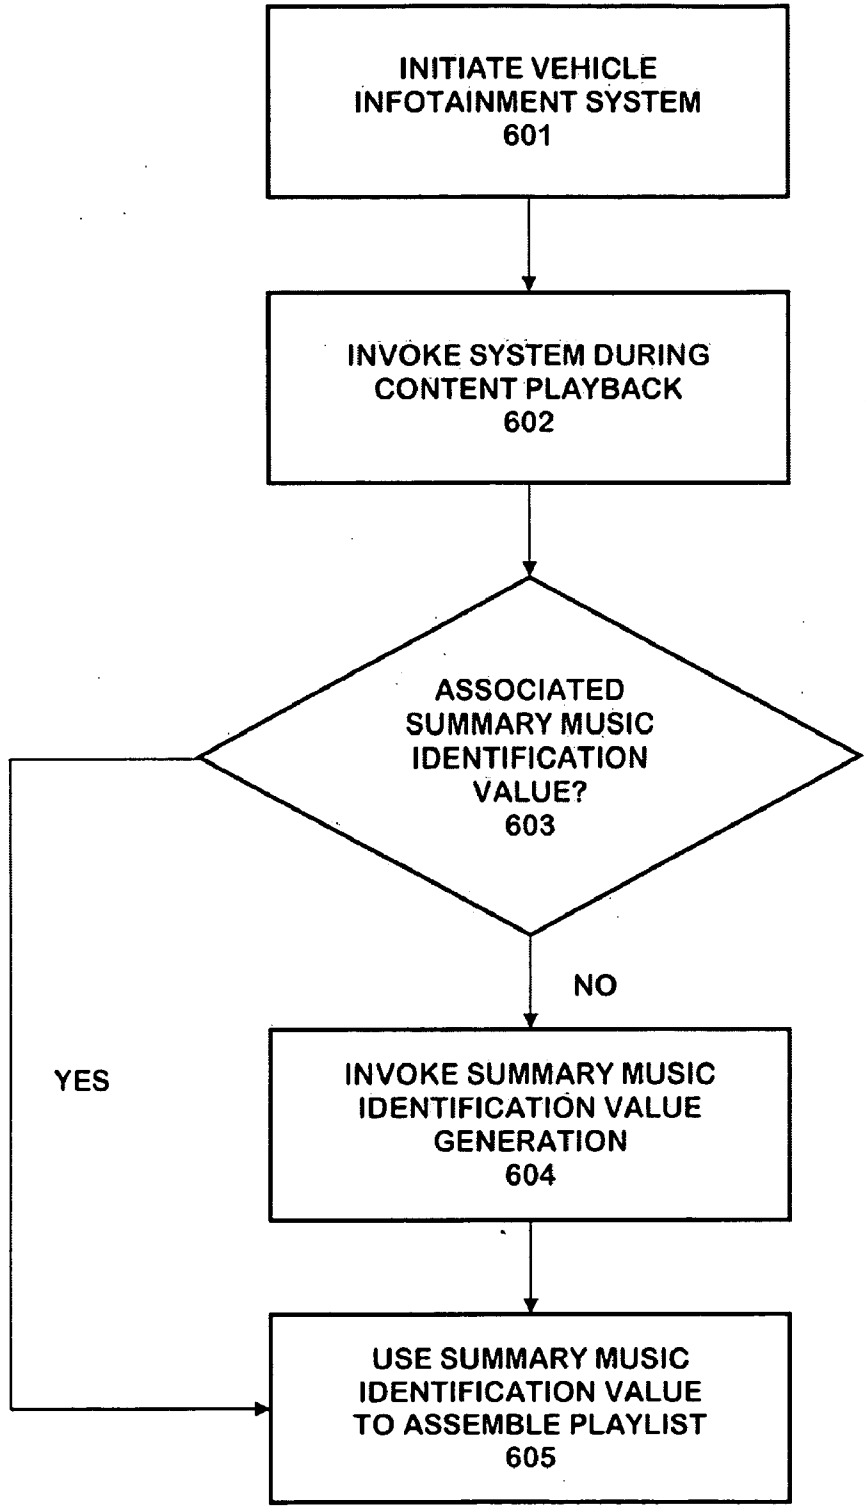 INITIATE VEHICLE
INFOTAINMENT SYSTEM
601
INVOKE SYSTEM DURING
CONTENT PLAYBACK
602
ASSOCIATED
SUMMARY MUSIC
IDENTIFICATION
VALUE?
603
NO
YES
INVOKE SUMMARY MUSIC
IDENTIFICATION VALUE
GENERATION
604
USE SUMMARY MUSIC
IDENTIFICATION VALUE
TO ASSEMBLE PLAYLIST
605